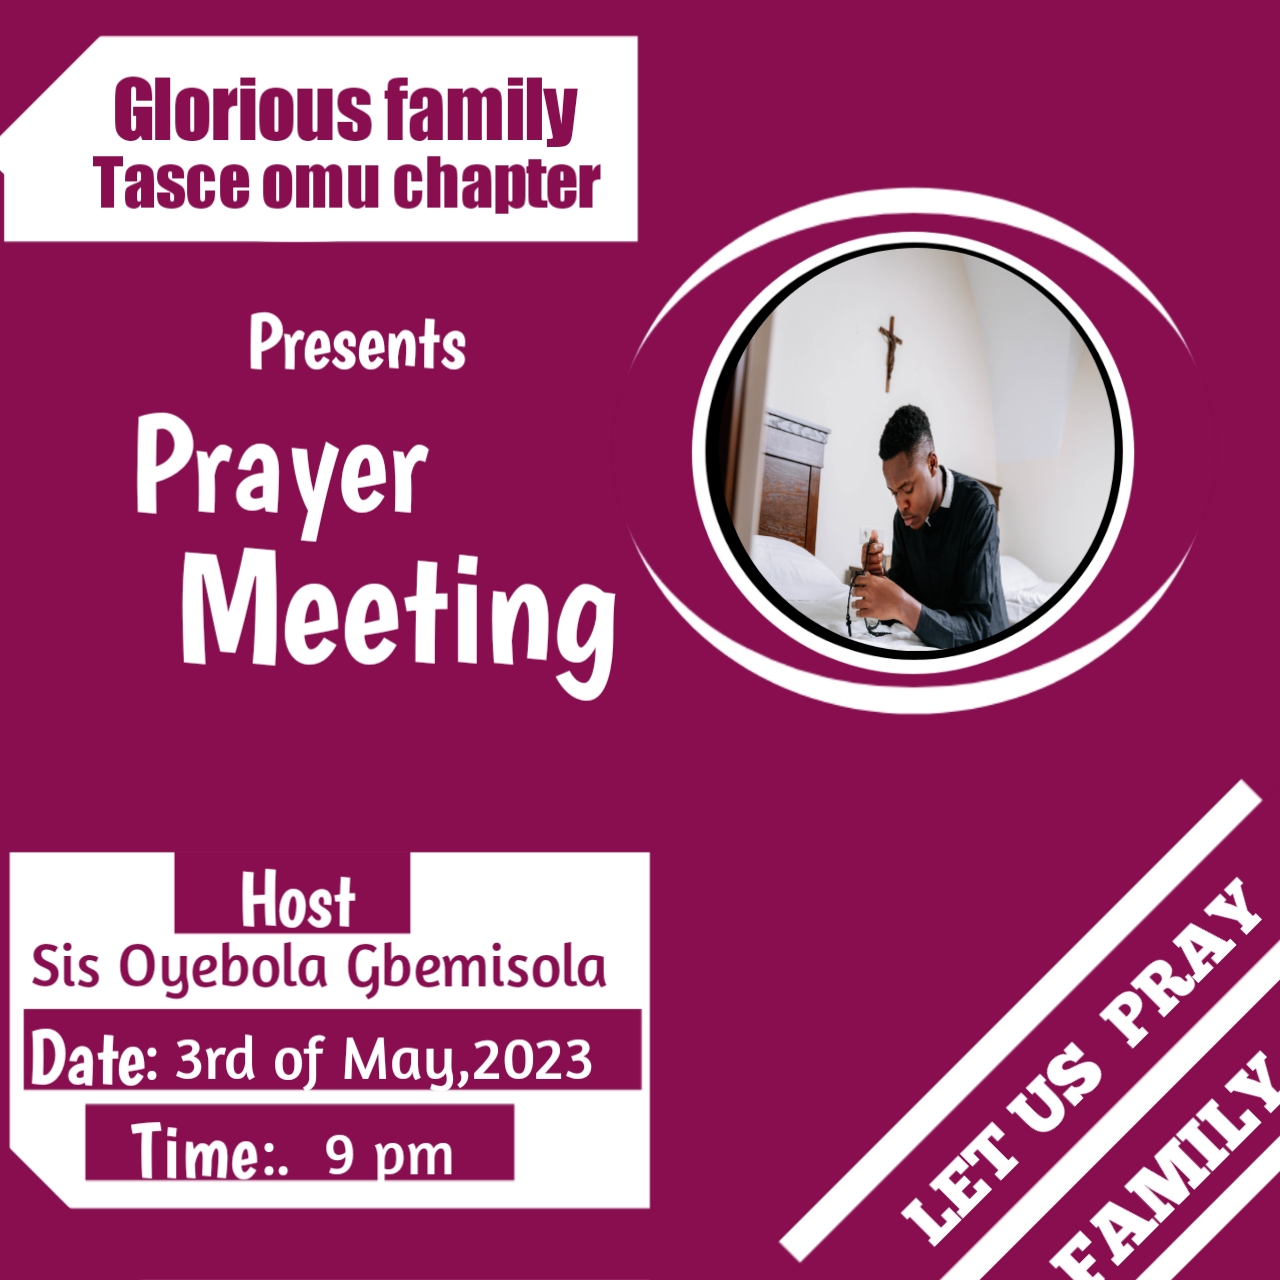 Glorious family
Tasce omu chapter
Presents
Prayer
Meeting
Host
Sis Oyebola Gbemisola
Date: 3rd of May,2023
Time:. 9 pm
LET US PRAY
FAMILY